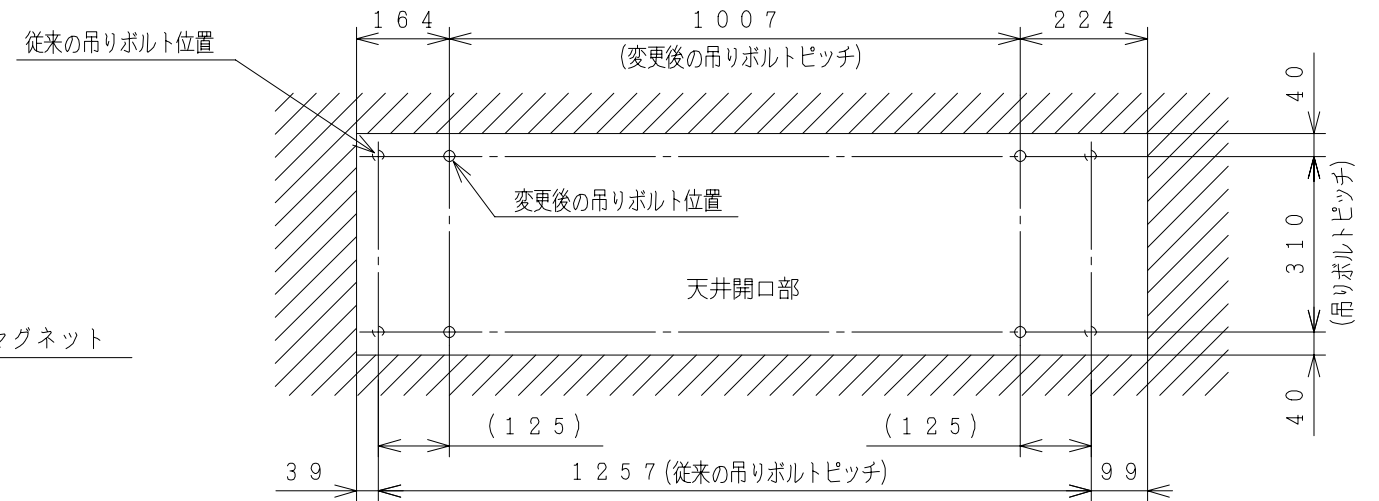 164
1007
224
従来の吊りボルト位置
(変更後の吊りボルトピッチ)
40
変更後の吊りボルト位置
310
(吊りボルトピッチ)
天井開口部
グネット
40
(125)
(125)
39
1257(従来の吊りボルトピッチ)
99